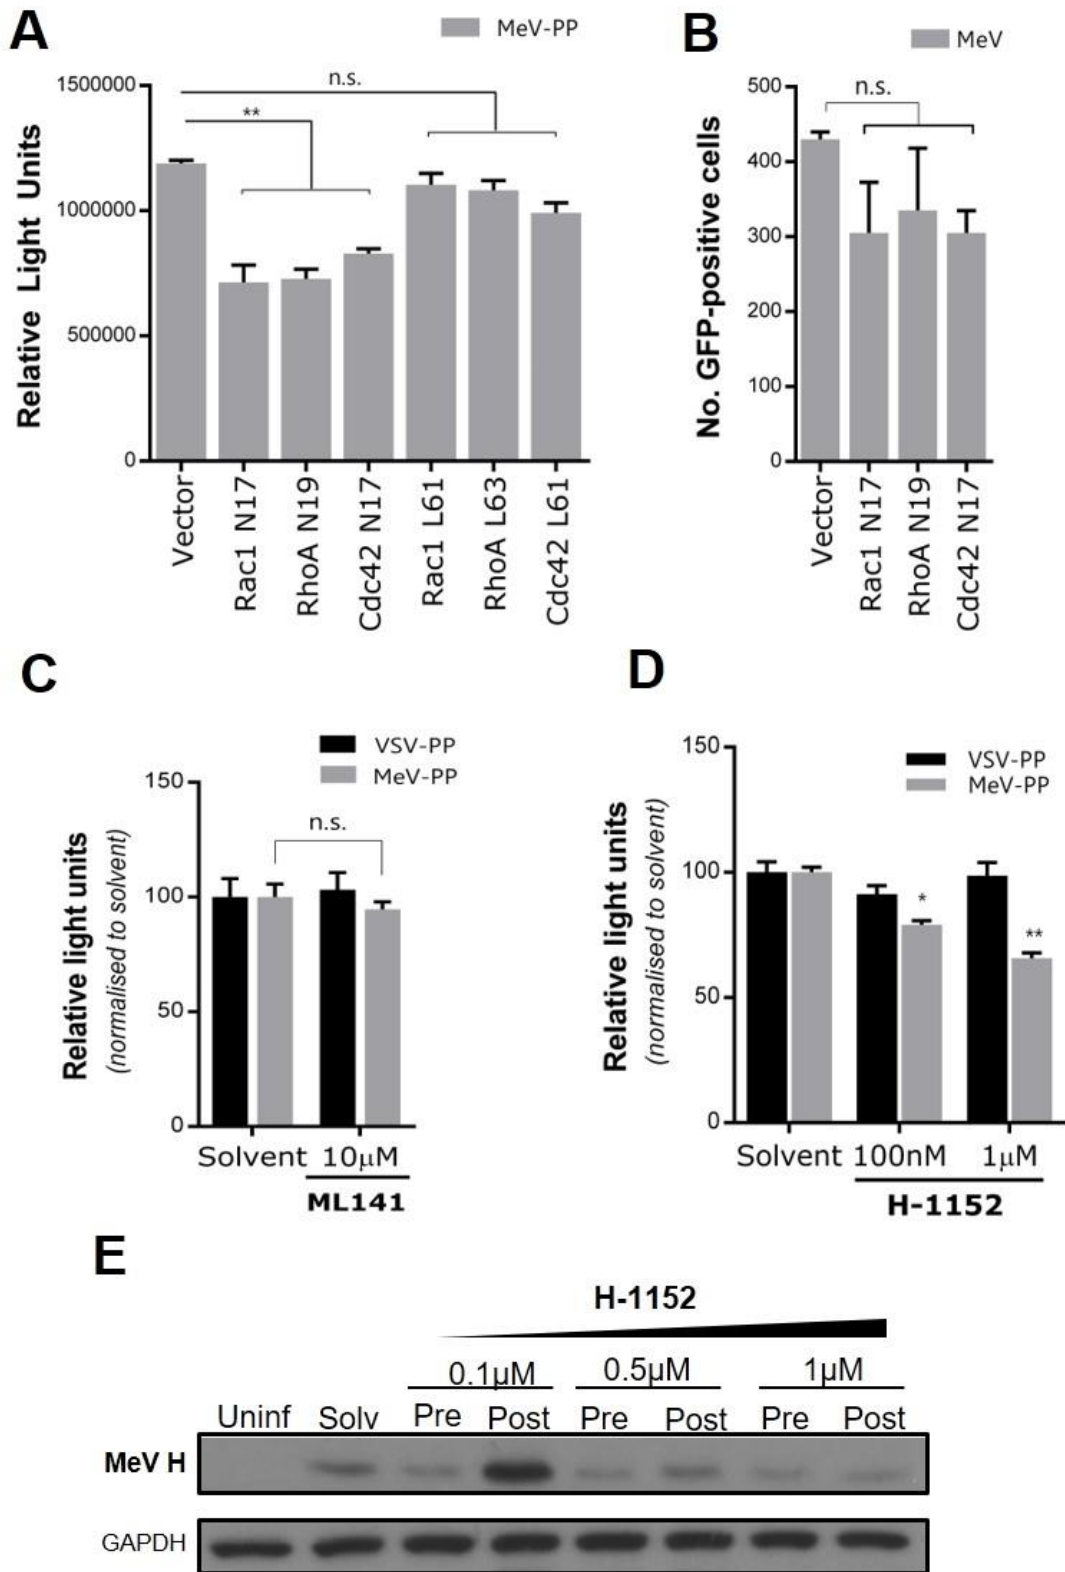 A
MeV-PP
n.s.
**
1500000
1000000
500000
0
Relative Light Units
Vector
Rac1 N17
RhoA N19
Cdc42 N17
Rac1 L61
RhoA L63
Cdc42 L61
B
MeV
n.s.
500
400
300
200
100
0
No. GFP-positive cells
Vector
Rac1 N17
RhoA N19
Cdc42 N17
C
VSV-PP
MeV-PP
n.s.
150
100
50
0
Relative light units
(normalised to solvent)
Solvent 10µM
ML141
D
VSV-PP
MeV-PP
150
100
50
0
*
**
Relative light units
(normalised to solvent)
Solvent 100nM 1µM
H-1152
E
H-1152
0.1µM 0.5µM 1µM
Uninf Solv Pre Post Pre Post Pre Post
MeV H
GAPDH